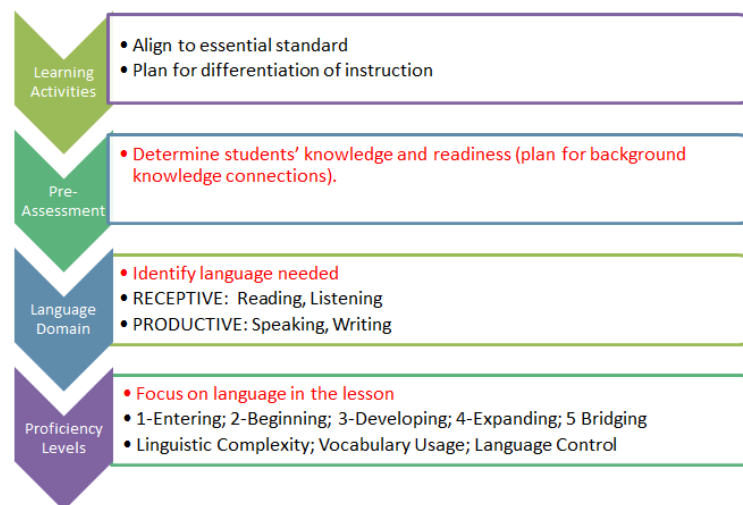 Learning
Activities
• Align to essential standard
• Plan for differentiation of instruction
Pre-
Assessment
• Determine students’ knowledge and readiness (plan for background
knowledge connections).
Language
Domain
• Identify language needed
• RECEPTIVE: Reading, Listening
• PRODUCTIVE: Speaking, Writing
Proficiency
Levels
• Focus on language in the lesson
• 1-Entering; 2-Beginning; 3-Developing; 4-Expanding; 5 Bridging
• Linguistic Complexity; Vocabulary Usage; Language Control